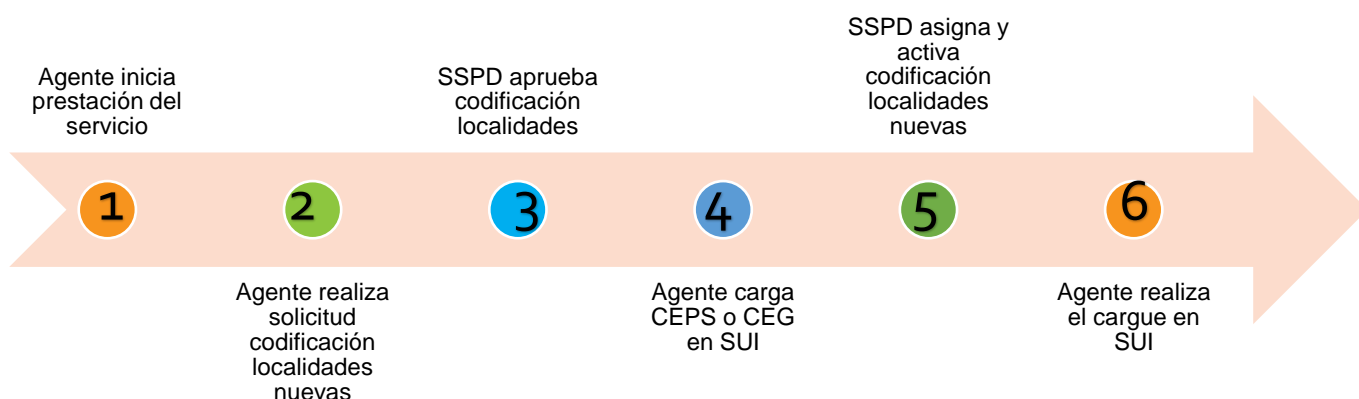 Agente inicia
prestación del
servicio
1
Agente realiza
solicitud
codificación
localidades
nuevas
2
SSPD aprueba
codificación
localidades
3
Agente carga
CEPS o CEG
en SUI
4
SSPD asigna y
activa
codificación
localidades
nuevas
5
Agente realiza
el cargue en
SUI
6